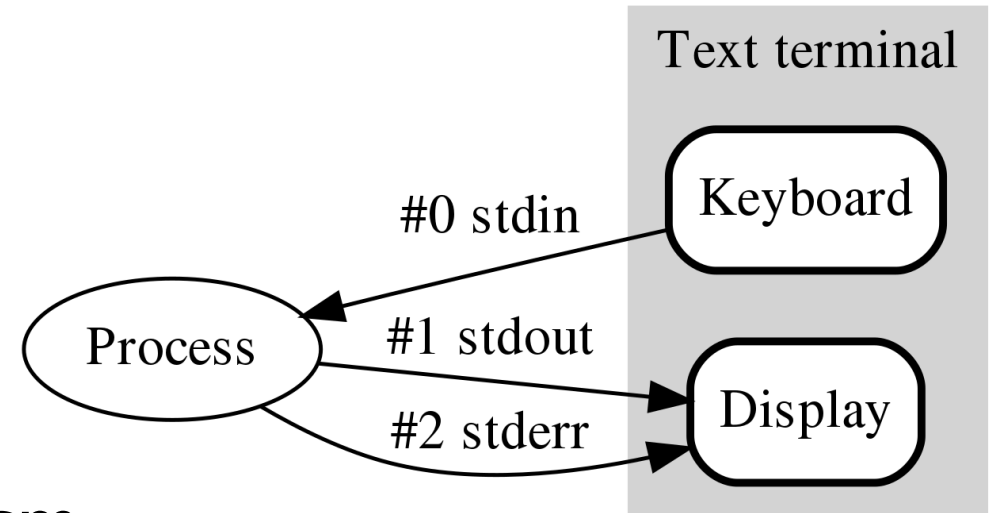 Text terminal
Keyboard
#0 stdin
Process
#1 stdout
Display
#2 stderr